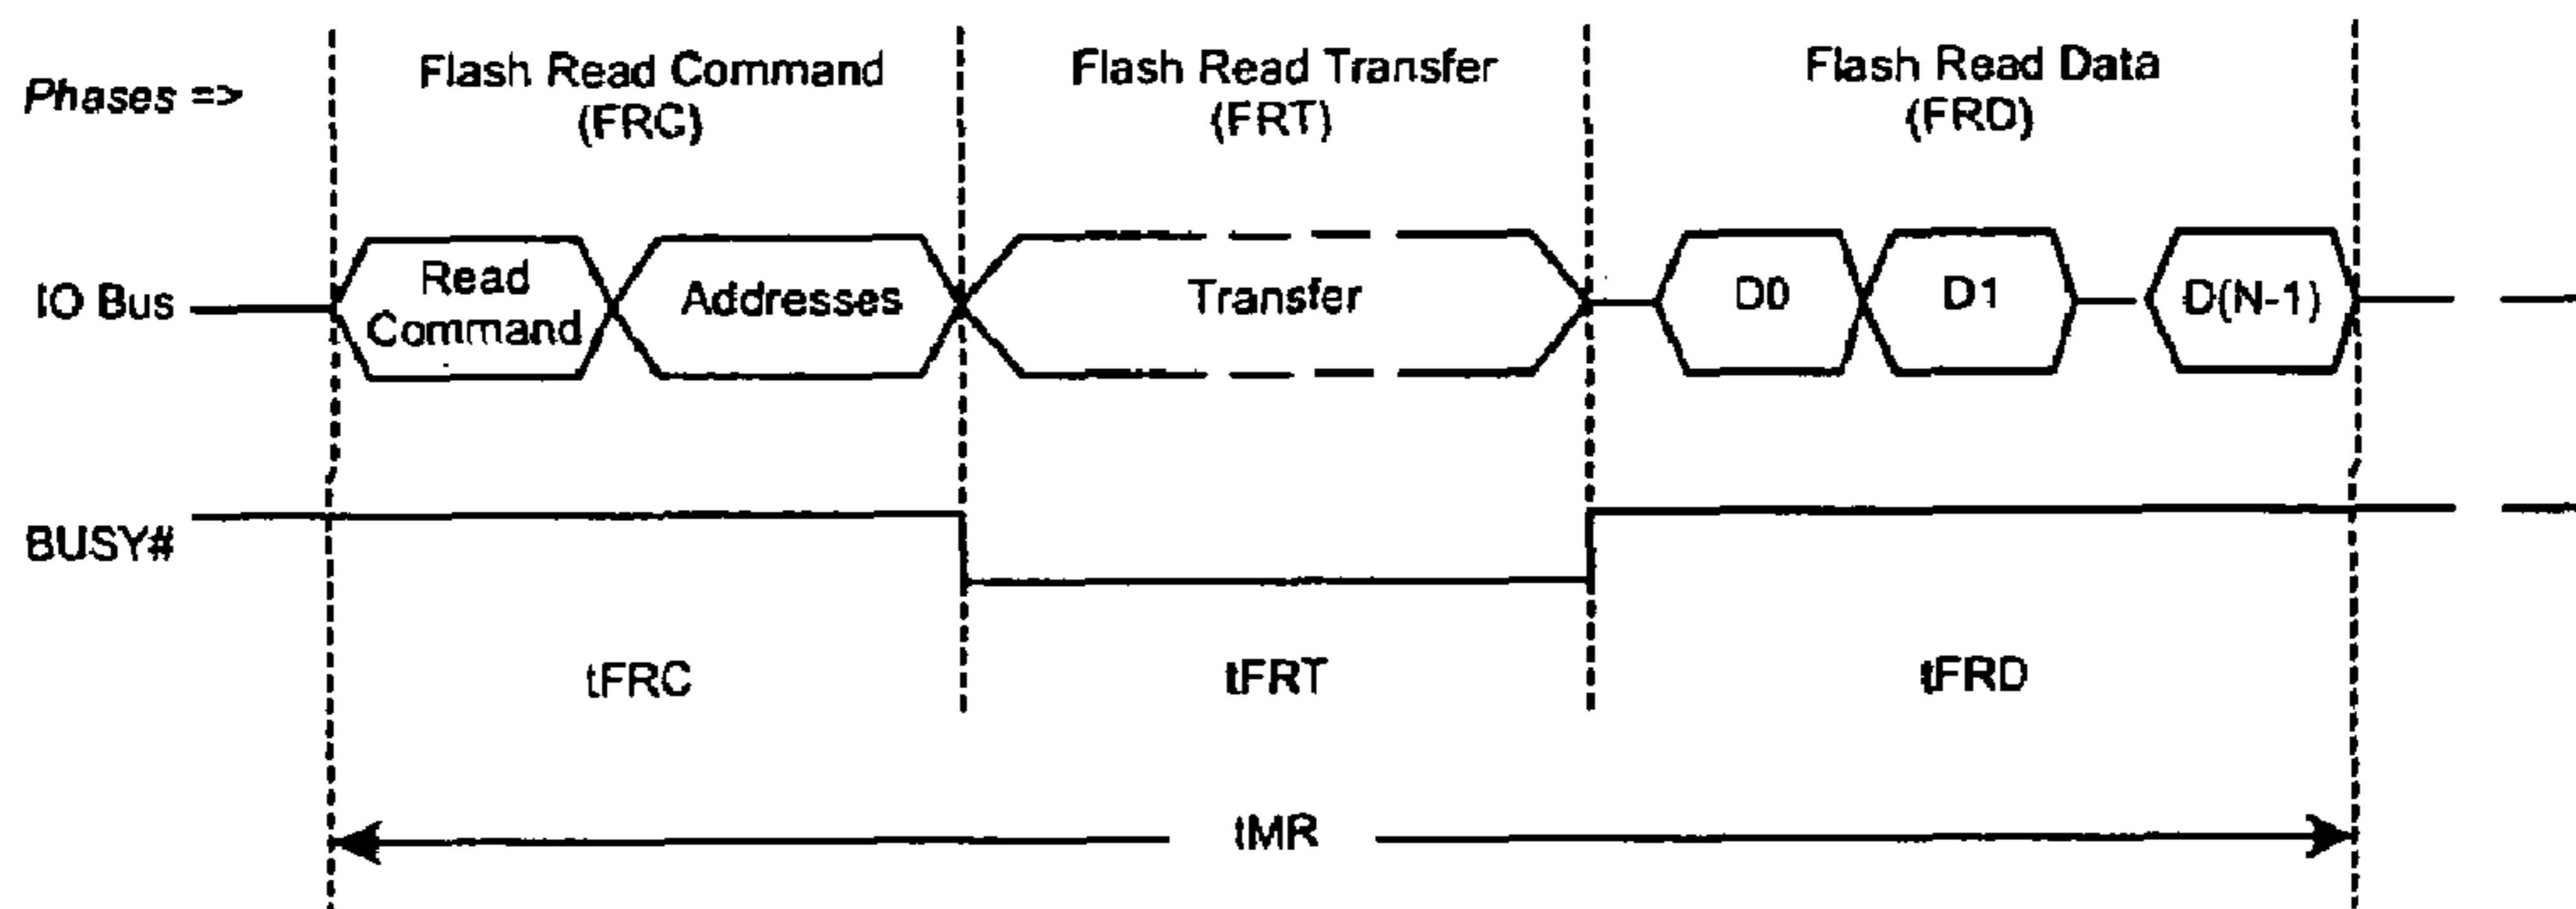 Phases =>
Flash Read Command
(FRC)
Flash Read Transfer
(FRT)
Flash Read Data
(FRD)
IO Bus
Read
Command
Addresses
Transfer
D0
D1
D(N-1)
BUSY#
tFRC
tFRT
tFRD
tMR